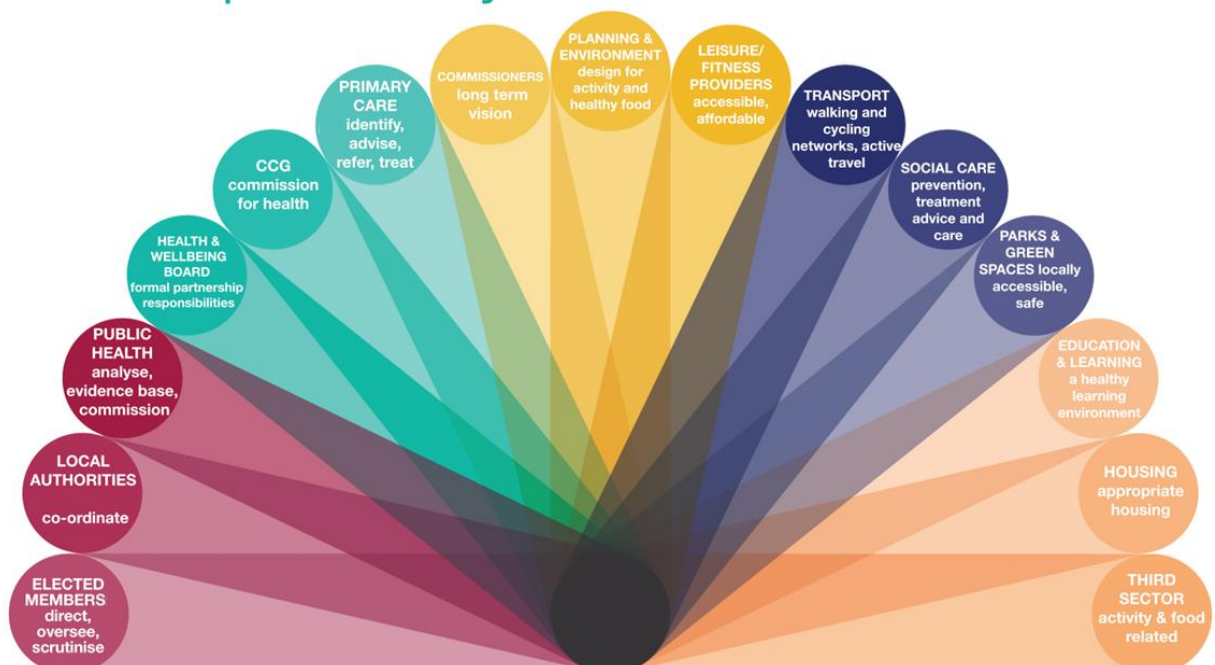 ELECTED
MEMBERS
direct,
oversee,
scrutinise
LOCAL
AUTHORITIES
co-ordinate
PUBLIC
HEALTH
analyse,
evidence base,
commission
HEALTH &
WELLBEING
BOARD
formal partnership
responsibilities
CCG
commission
for health
PRIMARY
CARE
identify,
advise,
refer, treat
COMMISSIONERS
long term
vision
PLANNING &
ENVIRONMENT
design for
activity and
healthy food
LEISURE/
FITNESS
PROVIDERS
accessible,
affordable
TRANSPORT
walking and
cycling
networks, active
travel
SOCIAL CARE
prevention,
treatment
advice and
care
PARKS &
GREEN
SPACES locally
accessible,
safe
EDUCATION
& LEARNING
a healthy
learning
environment
HOUSING
appropriate
housing
THIRD
SECTOR
activity & food
related